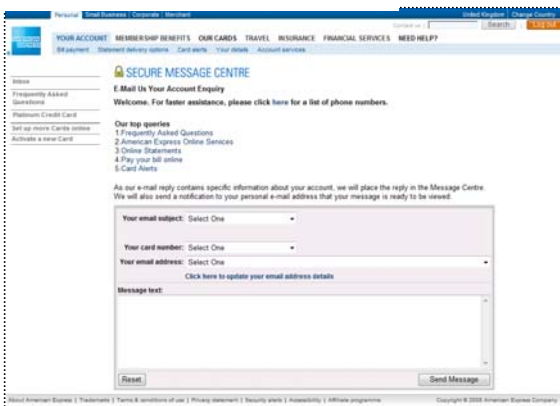 Personal Small Business | Corporate | Merchant
United Kingdom | Change Country
Contact us | Search Log out
YOUR ACCOUNT MEMBERSHIP BENEFITS OUR CARDS TRAVEL INSURANCE FINANCIAL SERVICES NEED HELP?
Bill payment Statement delivery options Card alerts Your details Account services
SECURE MESSAGE CENTRE
E-Mail Us Your Account Enquiry
Welcome. For faster assistance, please click here for a list of phone numbers.
Inbox
Frequently Asked
Questions
Platinum Credit Card
Set up more Cards online
Activate a new Card
Our top queries
1.Frequently Asked Questions
2.American Express Online Services
3.Online Statements
4.Pay your bill online
5.Card Alerts
As our e-mail reply contains specific information about your account, we will place the reply in the Message Centre.
We will also send a notification to your personal e-mail address that your message is ready to be viewed.
Your email subject: Select One
Your card number: Select One
Your email address: Select One
Click here to update your email address details
Message text:
Reset Send Message
About American Express | Trademarks | Terms & conditions of use | Privacy statement | Security alerts | Accessibility | Affiliate programme
Copyright © 2008 American Express Company